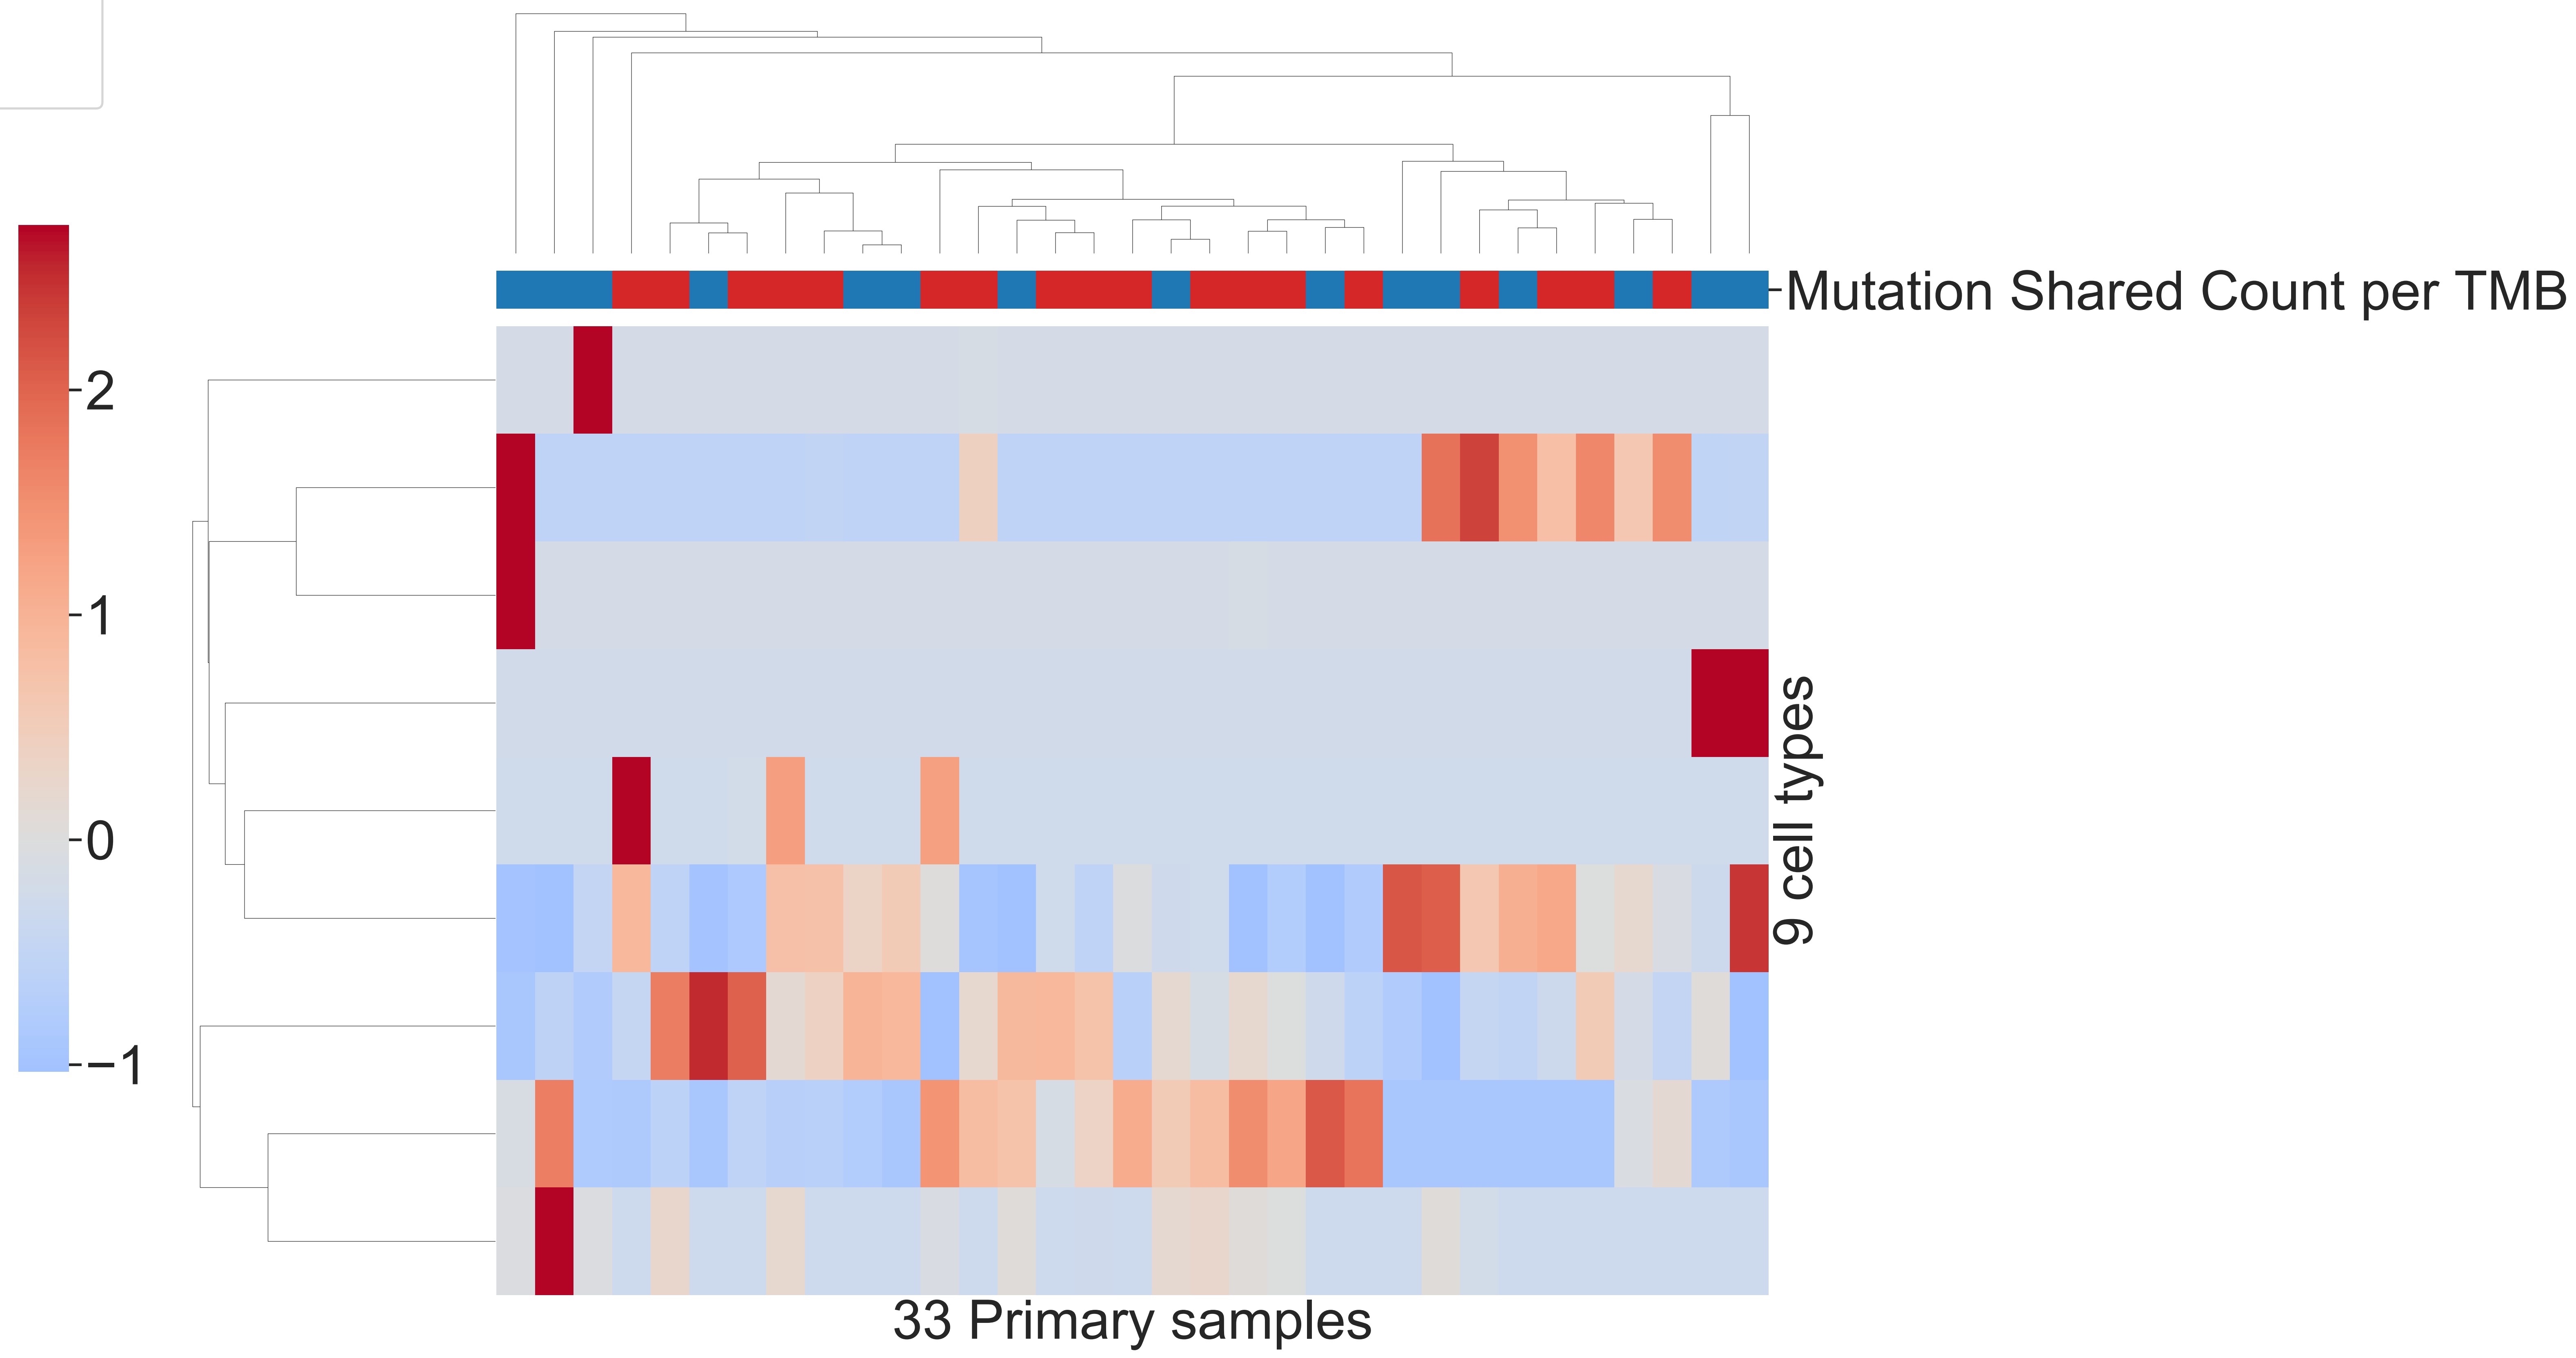 Mutation Shared Count per TMB
2
1
0
−1
9 cell types
33 Primary samples